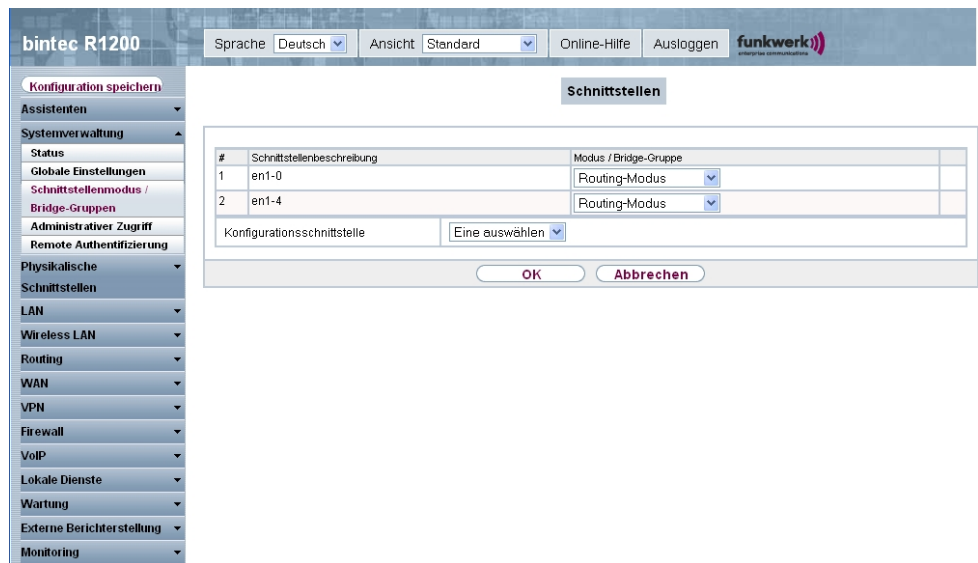 bintec R1200
Sprache Deutsch Ansicht Standard Online-Hilfe Ausloggen funkwerk
enterprise communications
Konfiguration speichern
Assistenten
Systemverwaltung
Status
Globale Einstellungen
Schnittstellenmodus /
Bridge-Gruppen
Administrativer Zugriff
Remote Authentifizierung
Physikalische
Schnittstellen
LAN
Wireless LAN
Routing
WAN
VPN
Firewall
VoIP
Lokale Dienste
Wartung
Externe Berichterstellung
Monitoring
Schnittstellen
# Schnittstellenbeschreibung Modus / Bridge-Gruppe
1 en1-0 Routing-Modus
2 en1-4 Routing-Modus
Konfigurationsschnittstelle Eine auswählen
OK Abbrechen